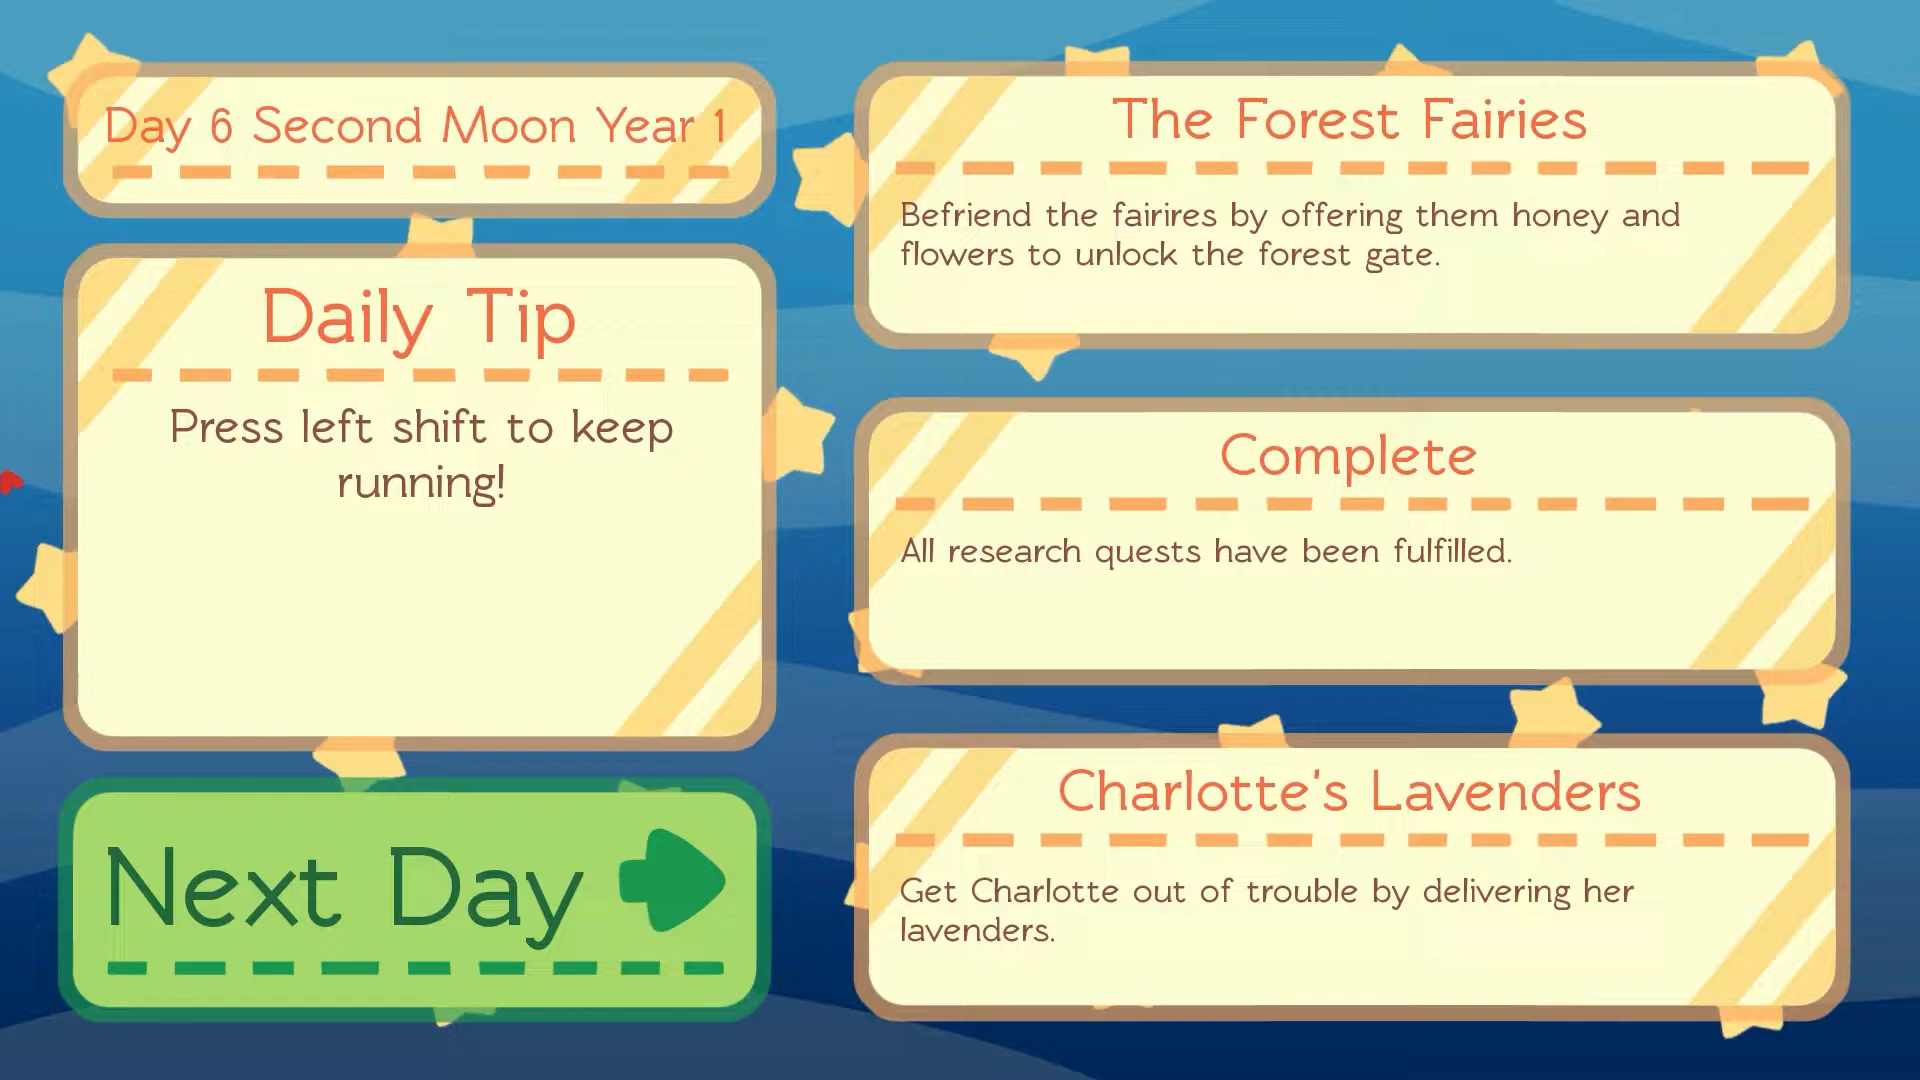 Day 6 Second Moon Year 1
Daily Tip
Press left shift to keep
running!
Next Day
The Forest Fairies
Befriend the fairires by offering them honey and
flowers to unlock the forest gate.
Complete
All research quests have been fulfilled.
Charlotte's Lavenders
Get Charlotte out of trouble by delivering her
lavenders.